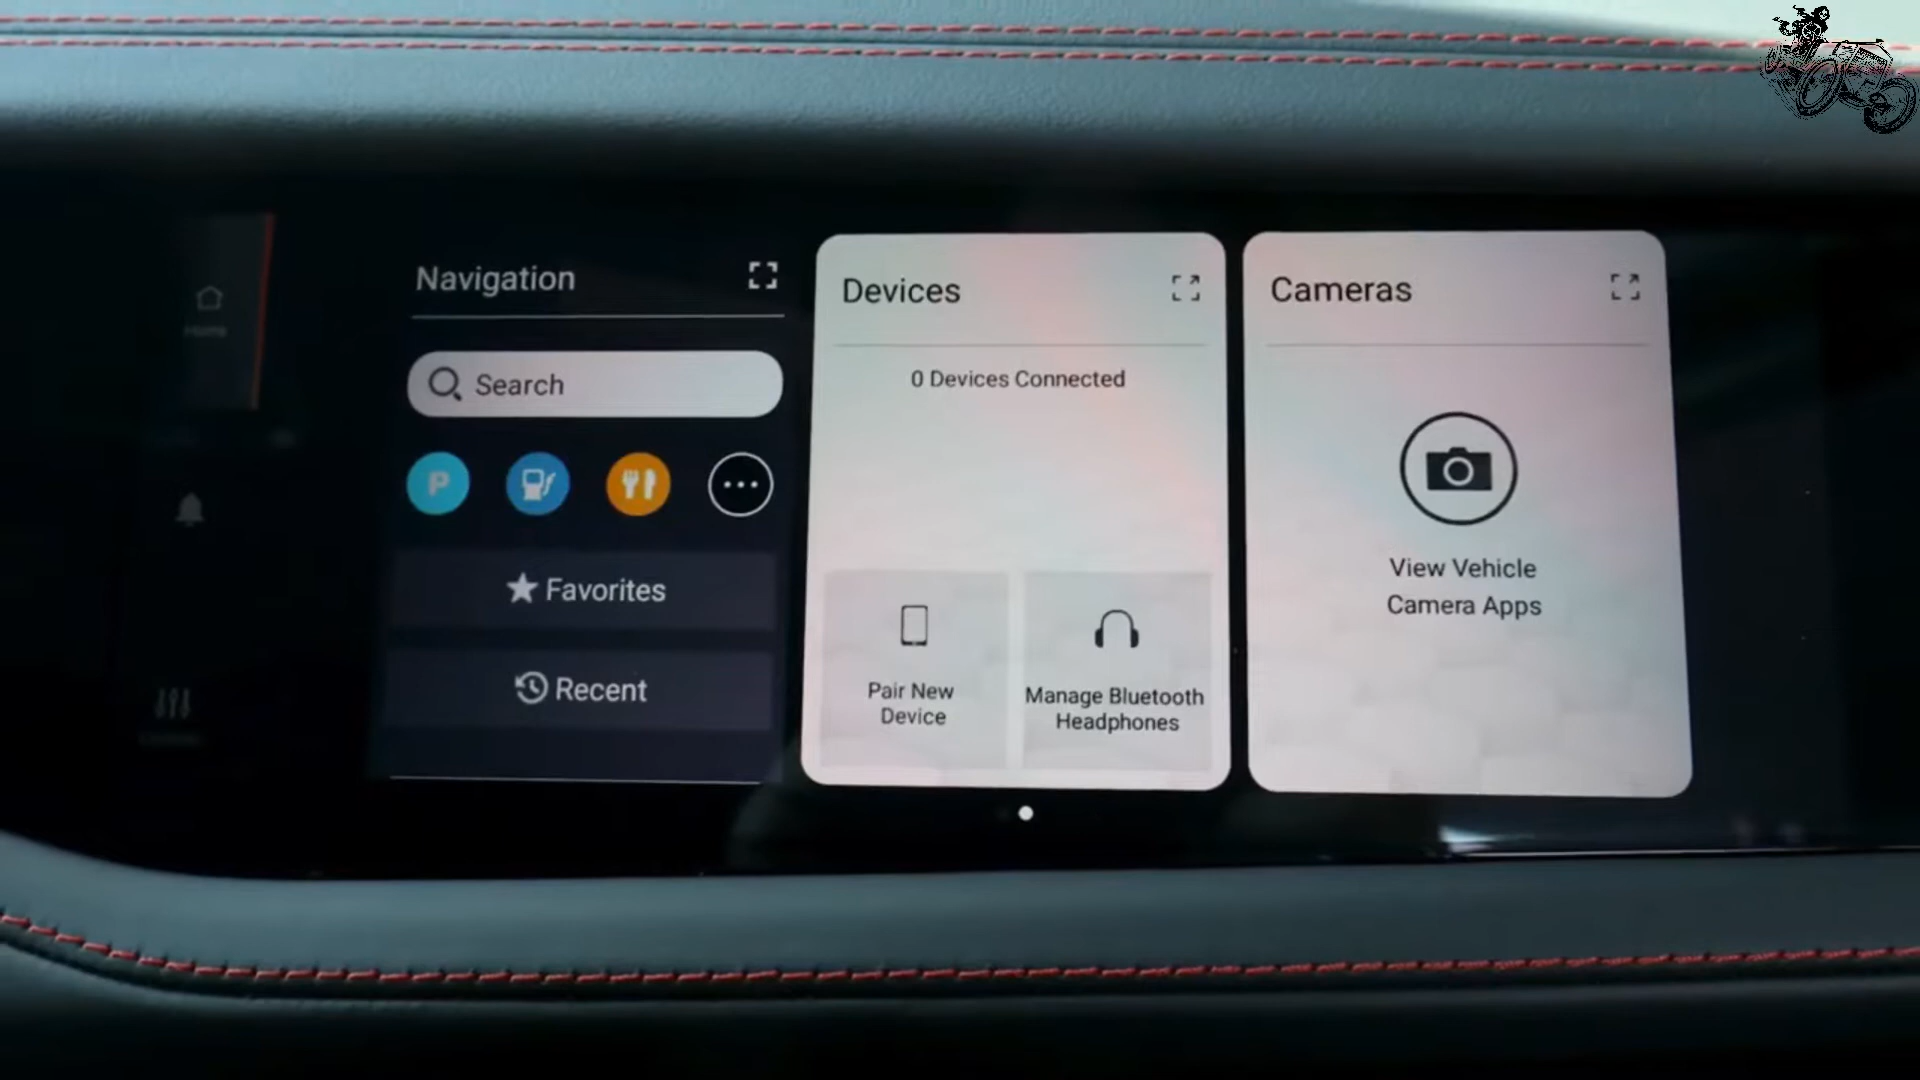 Home
Navigation
Search
P
Favorites
Recent
Devices
0 Devices Connected
Pair New
Device
Manage Bluetooth
Headphones
Cameras
View Vehicle
Camera Apps